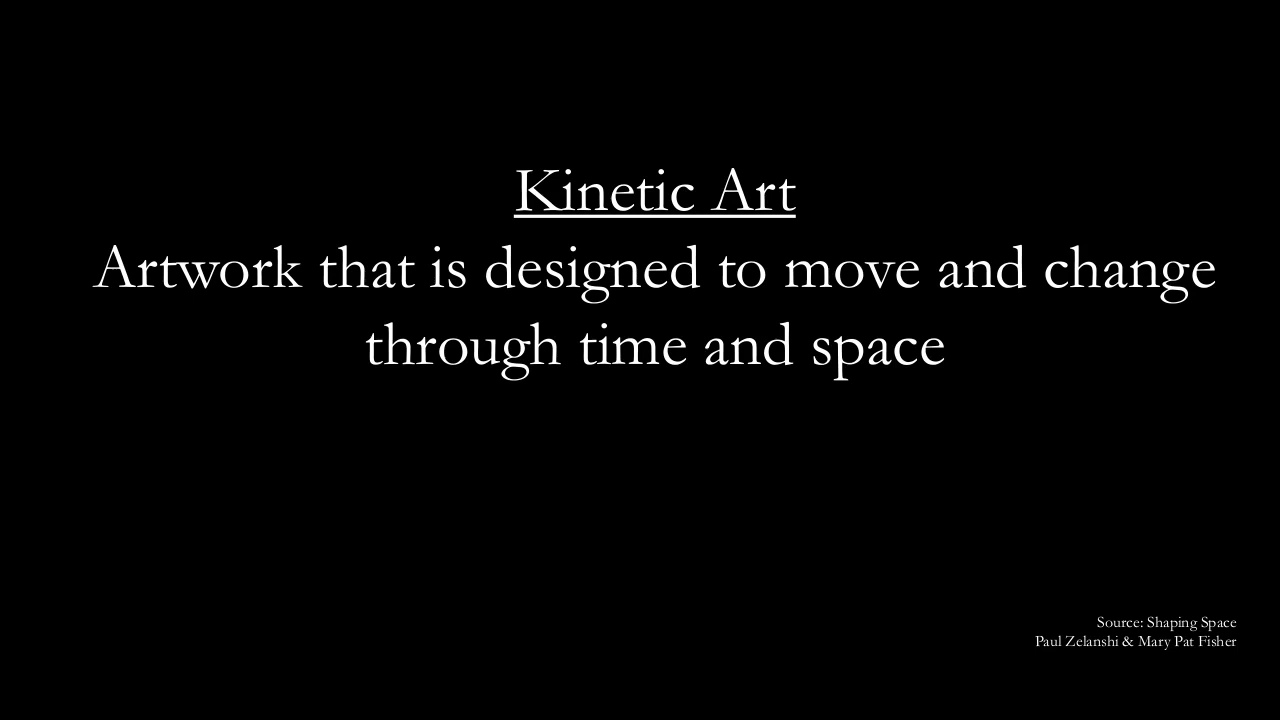 Kinetic Art
Artwork that is designed to move and change
through time and space
Source: Shaping Space
Paul Zelanshi & Mary Pat Fisher